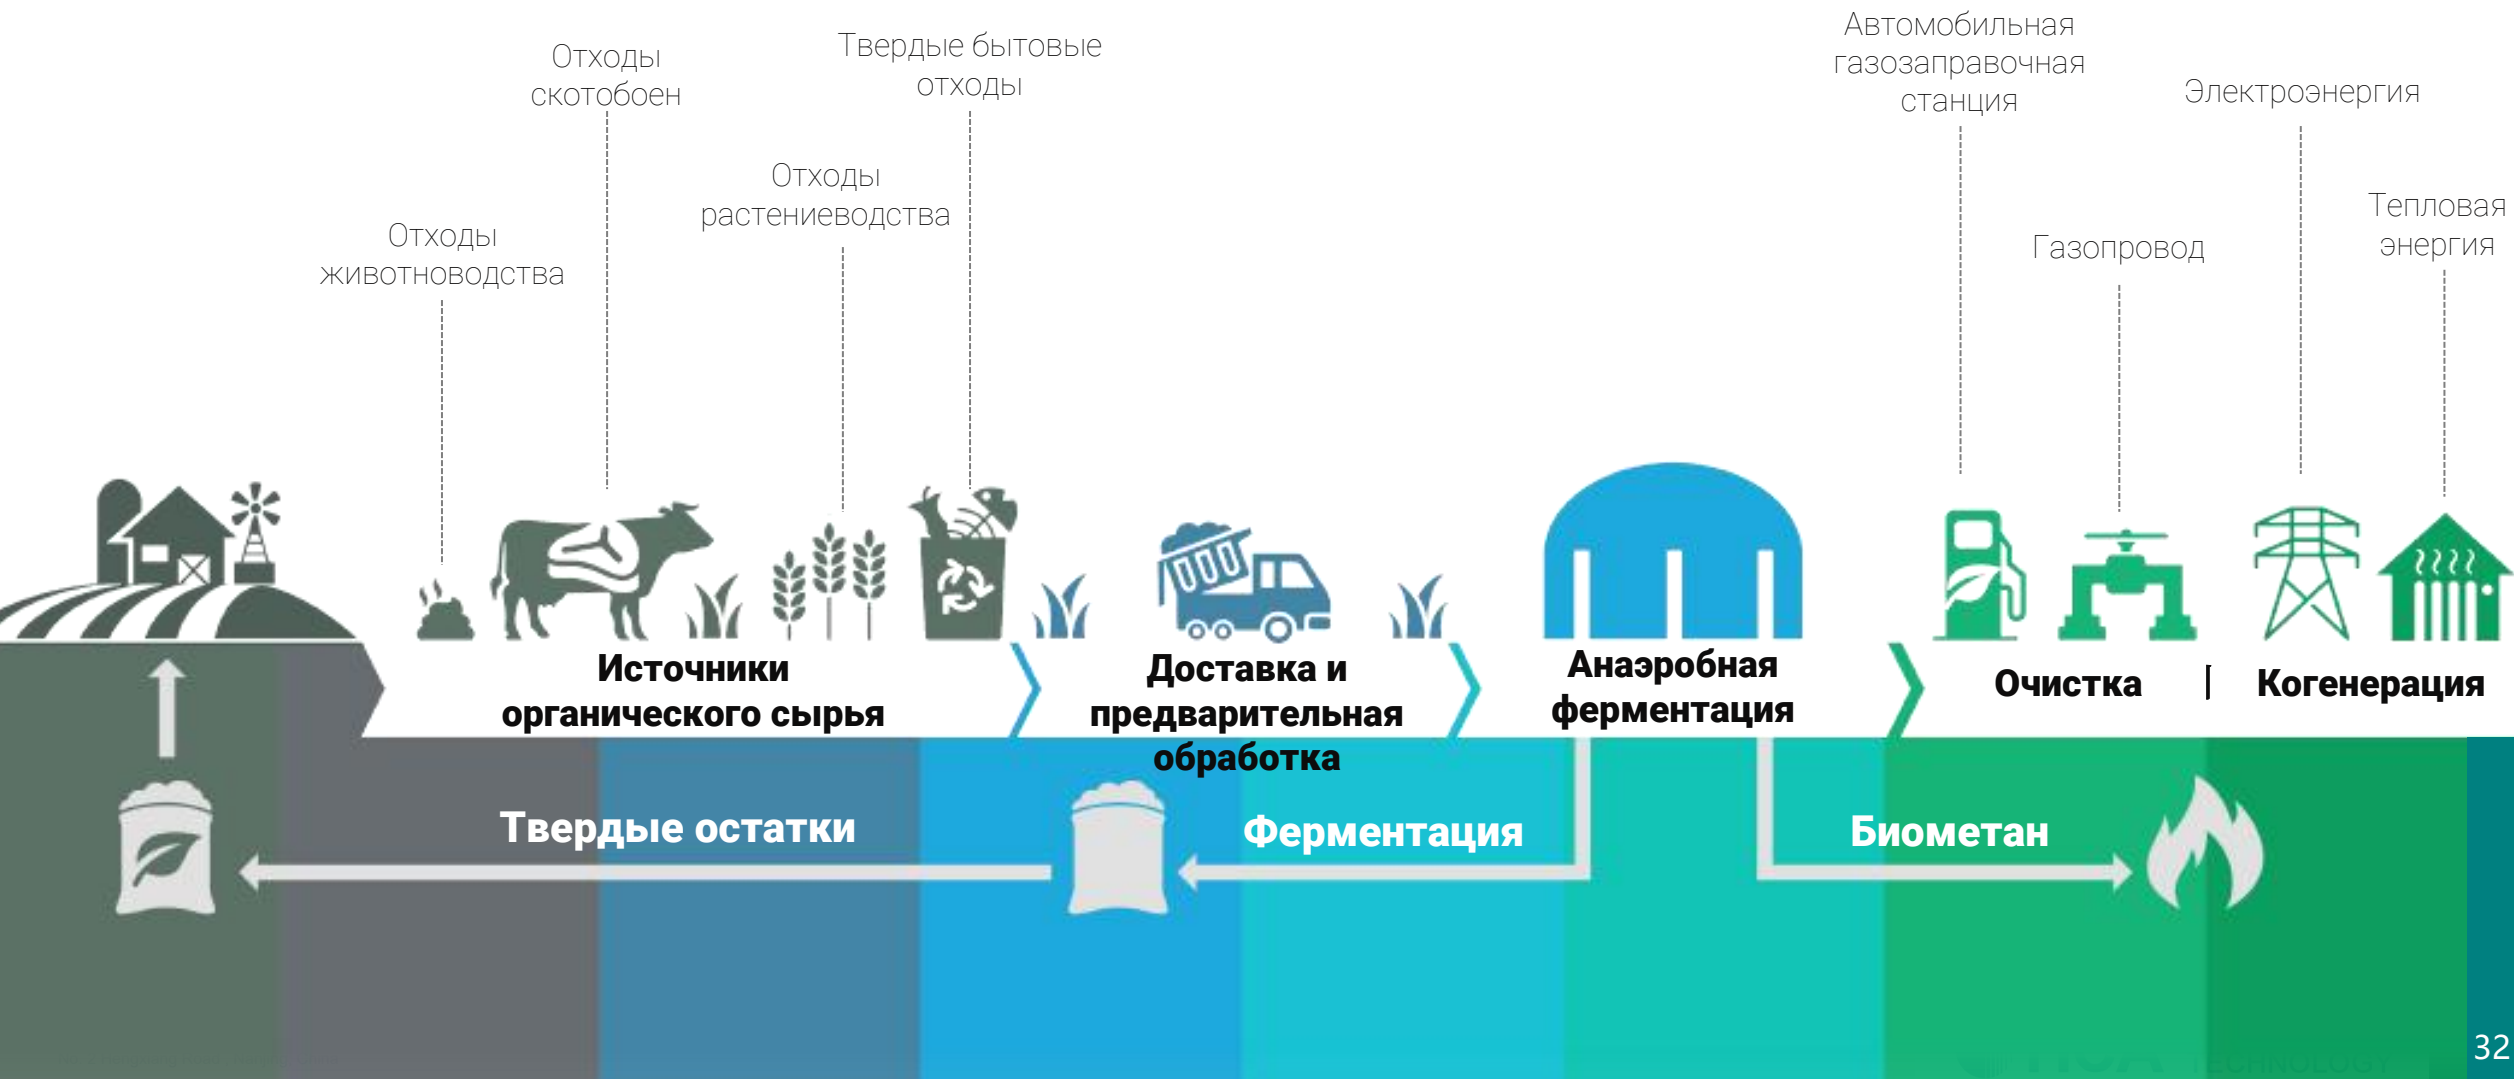 Автомобильная
газозаправочная
станция
Твердые бытовые
отходы
Отходы
скотобоен
Электроэнергия
Отходы
растениеводства
Тепловая
энергия
Отходы
животноводства
Газопровод
Источники
органического сырья
Доставка и
предварительная
обработка
Анаэробная
ферментация
Очистка | Когенерация
Твердые остатки
Ферментация
Биометан
32